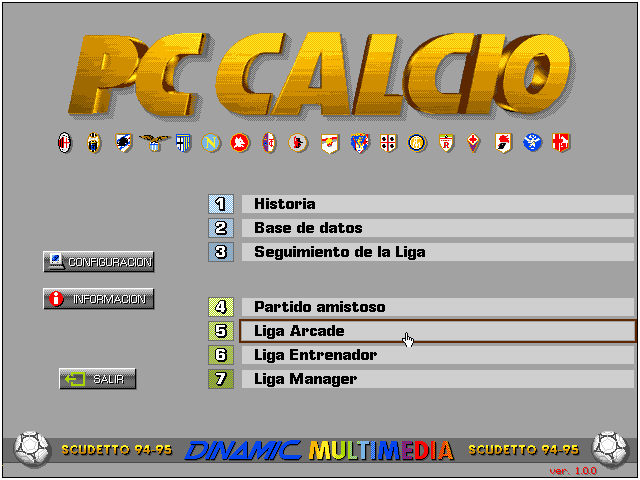 PC CALCIO
1 Historia
2 Base de datos
3 Seguimiento de la Liga
CONFIGURACION
INFORMACION
4 Partido amistoso
5 Liga Arcade
6 Liga Entrenador
7 Liga Manager
SALIR
SCUDETTO 94-95 DINAMIC MULTIMEDIA SCUDETTO 94-95
ver. 1.0.0